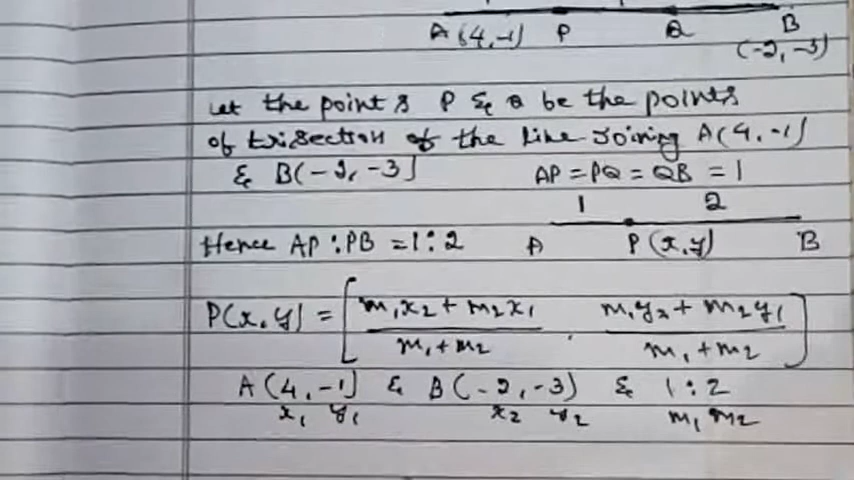 A (4,-1) P Q B
(-2, -3)
Let the points P & Q be the points
of trisection of the line Joining A(4, -1)
& B(-2, -3) AP = PQ = QB = 1
1 2
Hence AP : PB = 1:2 A P (x,y) B
P(x,y) = [ m1x2 + m2x1 / m1+m2 , m1y2 + m2y1 / m1+m2 ]
A (4, -1) & B(-2, -3) & 1:2
x1 y1 x2 y2 m1 m2